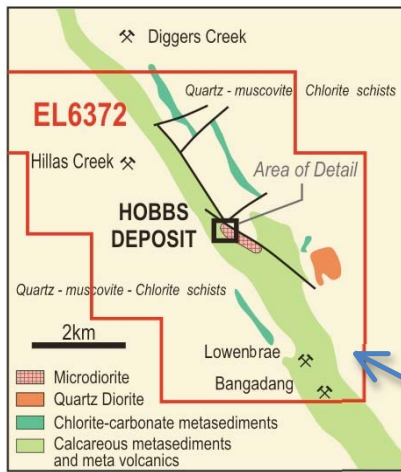 Diggers Creek
Quartz - muscovite Chlorite schists
EL6372
Hillas Creek
Area of Detail
HOBBS
DEPOSIT
Quartz - muscovite - Chlorite schists
2km
Lowenbrae
Bangadang
Microdiorite
Quartz Diorite
Chlorite-carbonate metasediments
Calcareous metasediments
and meta volcanics